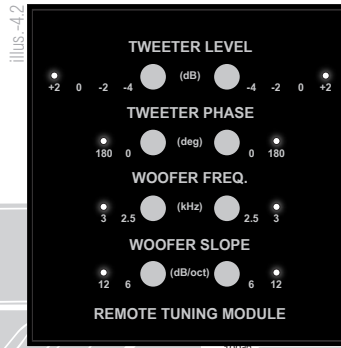 illus.-4.2
TWEETER LEVEL
(dB)
+2 0 -2 -4 -4 -2 0 +2
TWEETER PHASE
(deg)
180 0 0 180
WOOFER FREQ.
(kHz)
3 2.5 2.5 3
WOOFER SLOPE
(dB/oct)
12 6 6 12
REMOTE TUNING MODULE